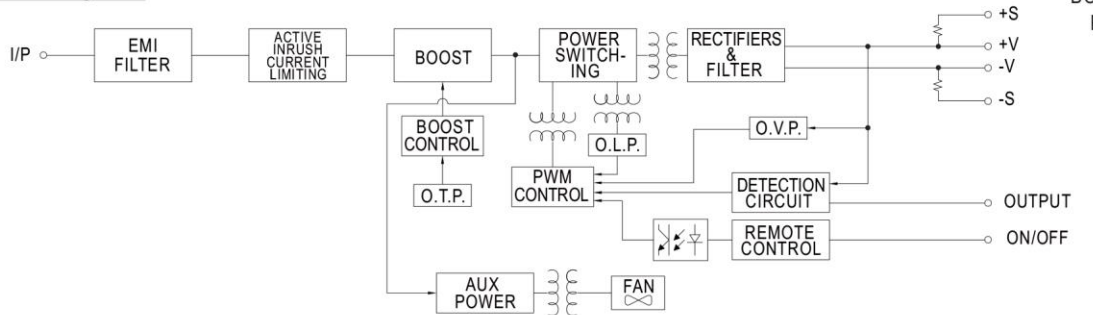 +S
I/P
EMI
FILTER
ACTIVE
INRUSH
CURRENT
LIMITING
BOOST
POWER
SWITCH-
ING
RECTIFIERS
&
FILTER
+V
-V
-S
BOOST
CONTROL
O.T.P.
O.L.P.
O.V.P.
PWM
CONTROL
DETECTION
CIRCUIT
OUTPUT
REMOTE
CONTROL
ON/OFF
AUX
POWER
FAN